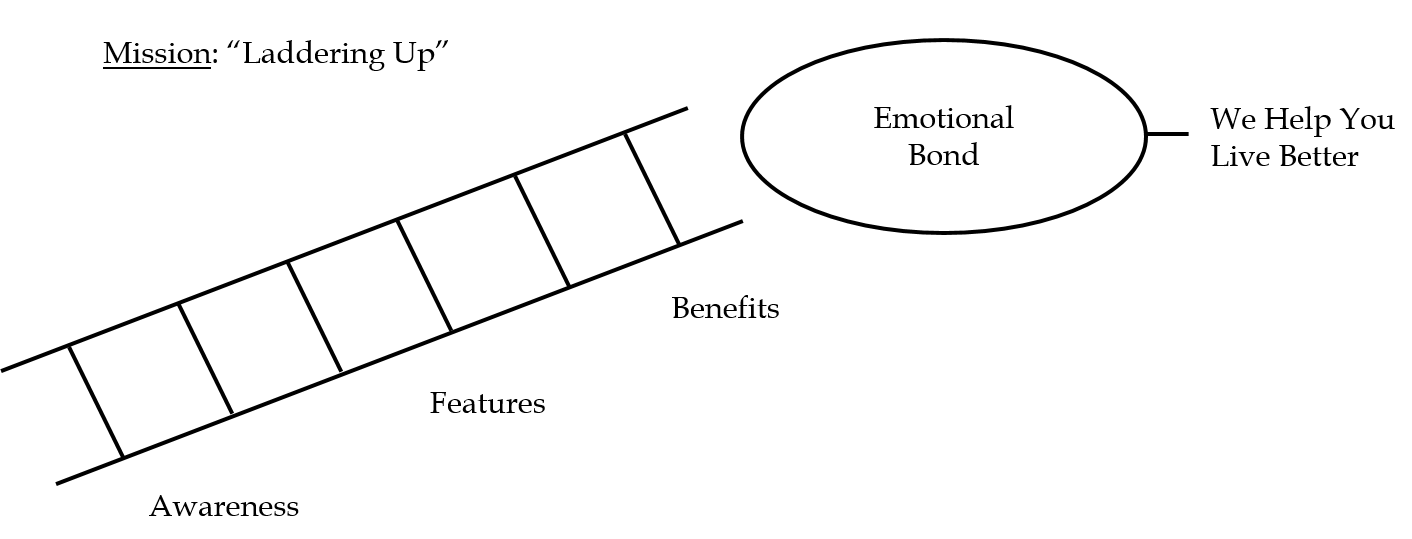 Mission: “Laddering Up”
Emotional
Bond
We Help You
Live Better
Benefits
Features
Awareness